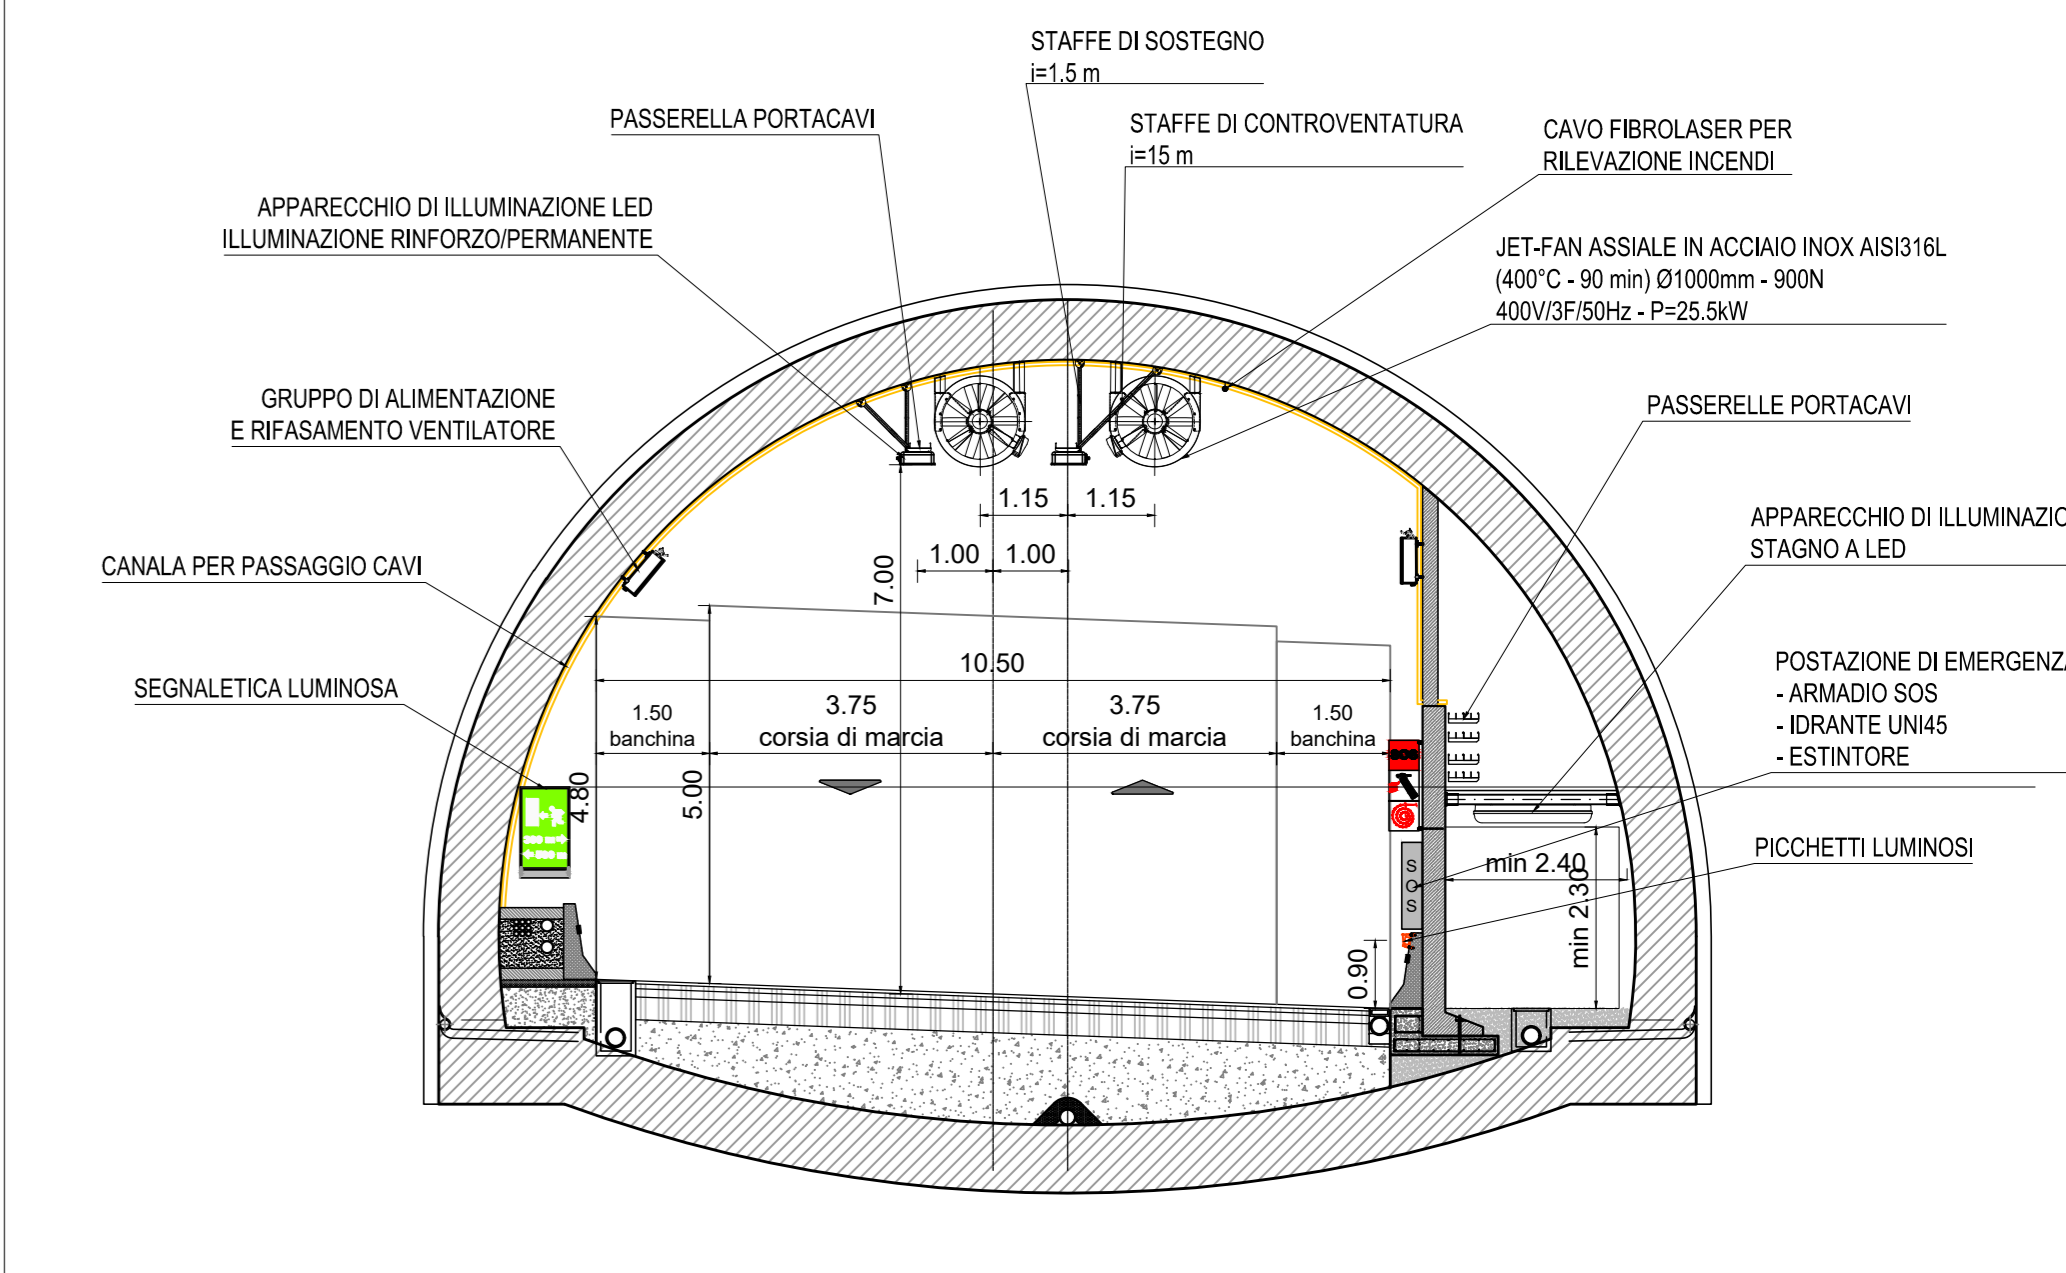 STAFFE DI SOSTEGNO
i=1.5 m
PASSERELLA PORTACAVI
STAFFE DI CONTROVENTATURA
i=15 m
CAVO FIBROLASER PER
RILEVAZIONE INCENDI
APPARECCHIO DI ILLUMINAZIONE LED
ILLUMINAZIONE RINFORZO/PERMANENTE
JET-FAN ASSIALE IN ACCIAIO INOX AISI316L
(400°C - 90 min) Ø1000mm - 900N
400V/3F/50Hz - P=25.5kW
GRUPPO DI ALIMENTAZIONE
E RIFASAMENTO VENTILATORE
PASSERELLE PORTACAVI
1.15
1.15
APPARECCHIO DI ILLUMINAZIO
STAGNO A LED
CANALA PER PASSAGGIO CAVI
1.00
1.00
7.00
SEGNALETICA LUMINOSA
10.50
POSTAZIONE DI EMERGENZA
- ARMADIO SOS
- IDRANTE UNI45
- ESTINTORE
1.50
banchina
3.75
corsia di marcia
3.75
corsia di marcia
1.50
banchina
4.80
5.00
SOS
PICCHETTI LUMINOSI
min 2.40
min 2.30
S
O
S
0.90